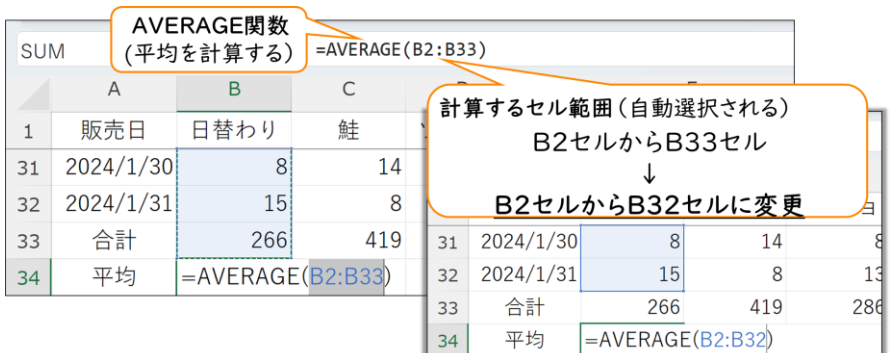 AVERAGE関数
(平均を計算する)
SUM
=AVERAGE(B2:B33)
A B C
1 販売日 日替わり 鮭
31 2024/1/30 8 14
32 2024/1/31 15 8
33 合計 266 419
34 平均 =AVERAGE(B2:B33)
計算するセル範囲(自動選択される)
B2セルからB33セル
↓
B2セルからB32セルに変更
31 2024/1/30 8 14 8
32 2024/1/31 15 8 13
33 合計 266 419 286
34 平均 =AVERAGE(B2:B32)